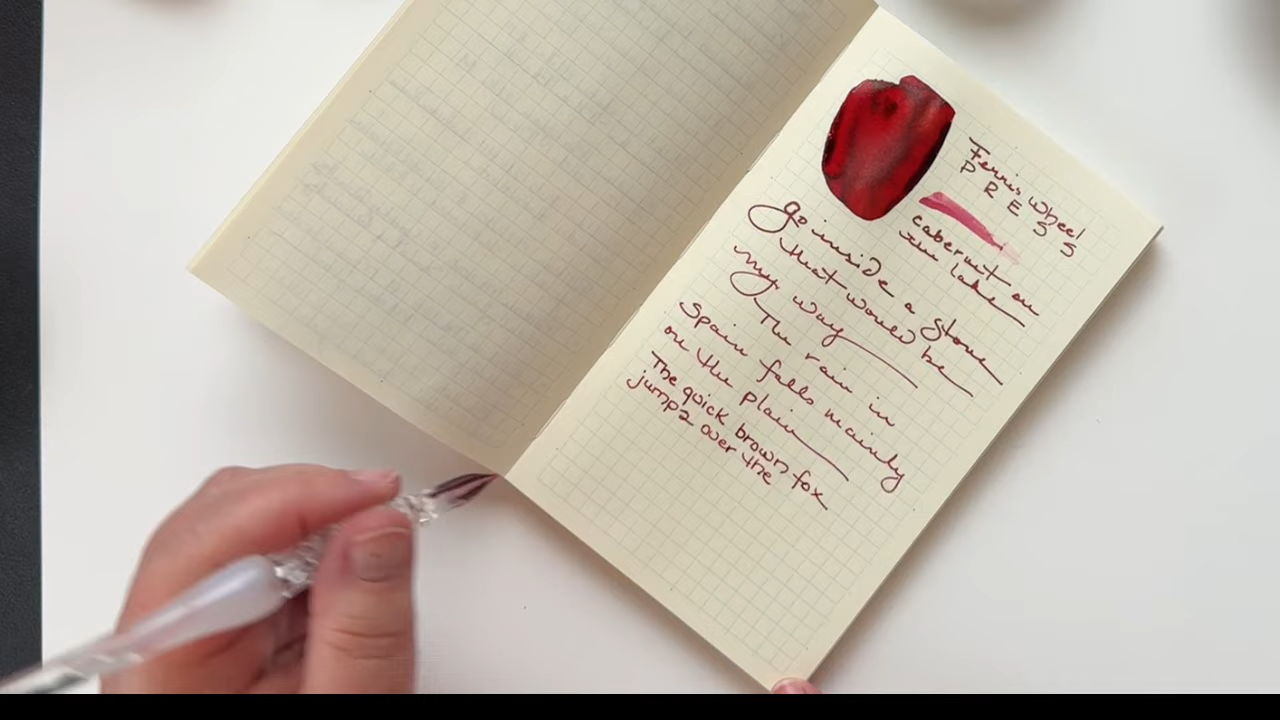 Ferris Wheel
PRESS
cabernet on
the lake
go inside a stone
that would be
my way
The rain in
Spain falls mainly
on the plain
The quick brown fox
jumps over the